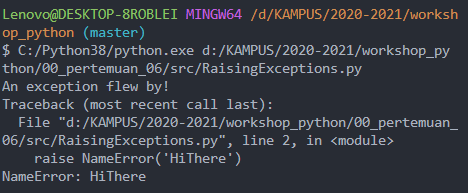 Lenovo@DESKTOP-8ROBLEI MINGW64 /d/KAMPUS/2020-2021/worksh
op_python (master)
$ C:/Python38/python.exe d:/KAMPUS/2020-2021/workshop_py
thon/00_pertemuan_06/src/RaisingExceptions.py
An exception flew by!
Traceback (most recent call last):
  File "d:/KAMPUS/2020-2021/workshop_python/00_pertemuan_
06/src/RaisingExceptions.py", line 2, in <module>
    raise NameError('HiThere')
NameError: HiThere